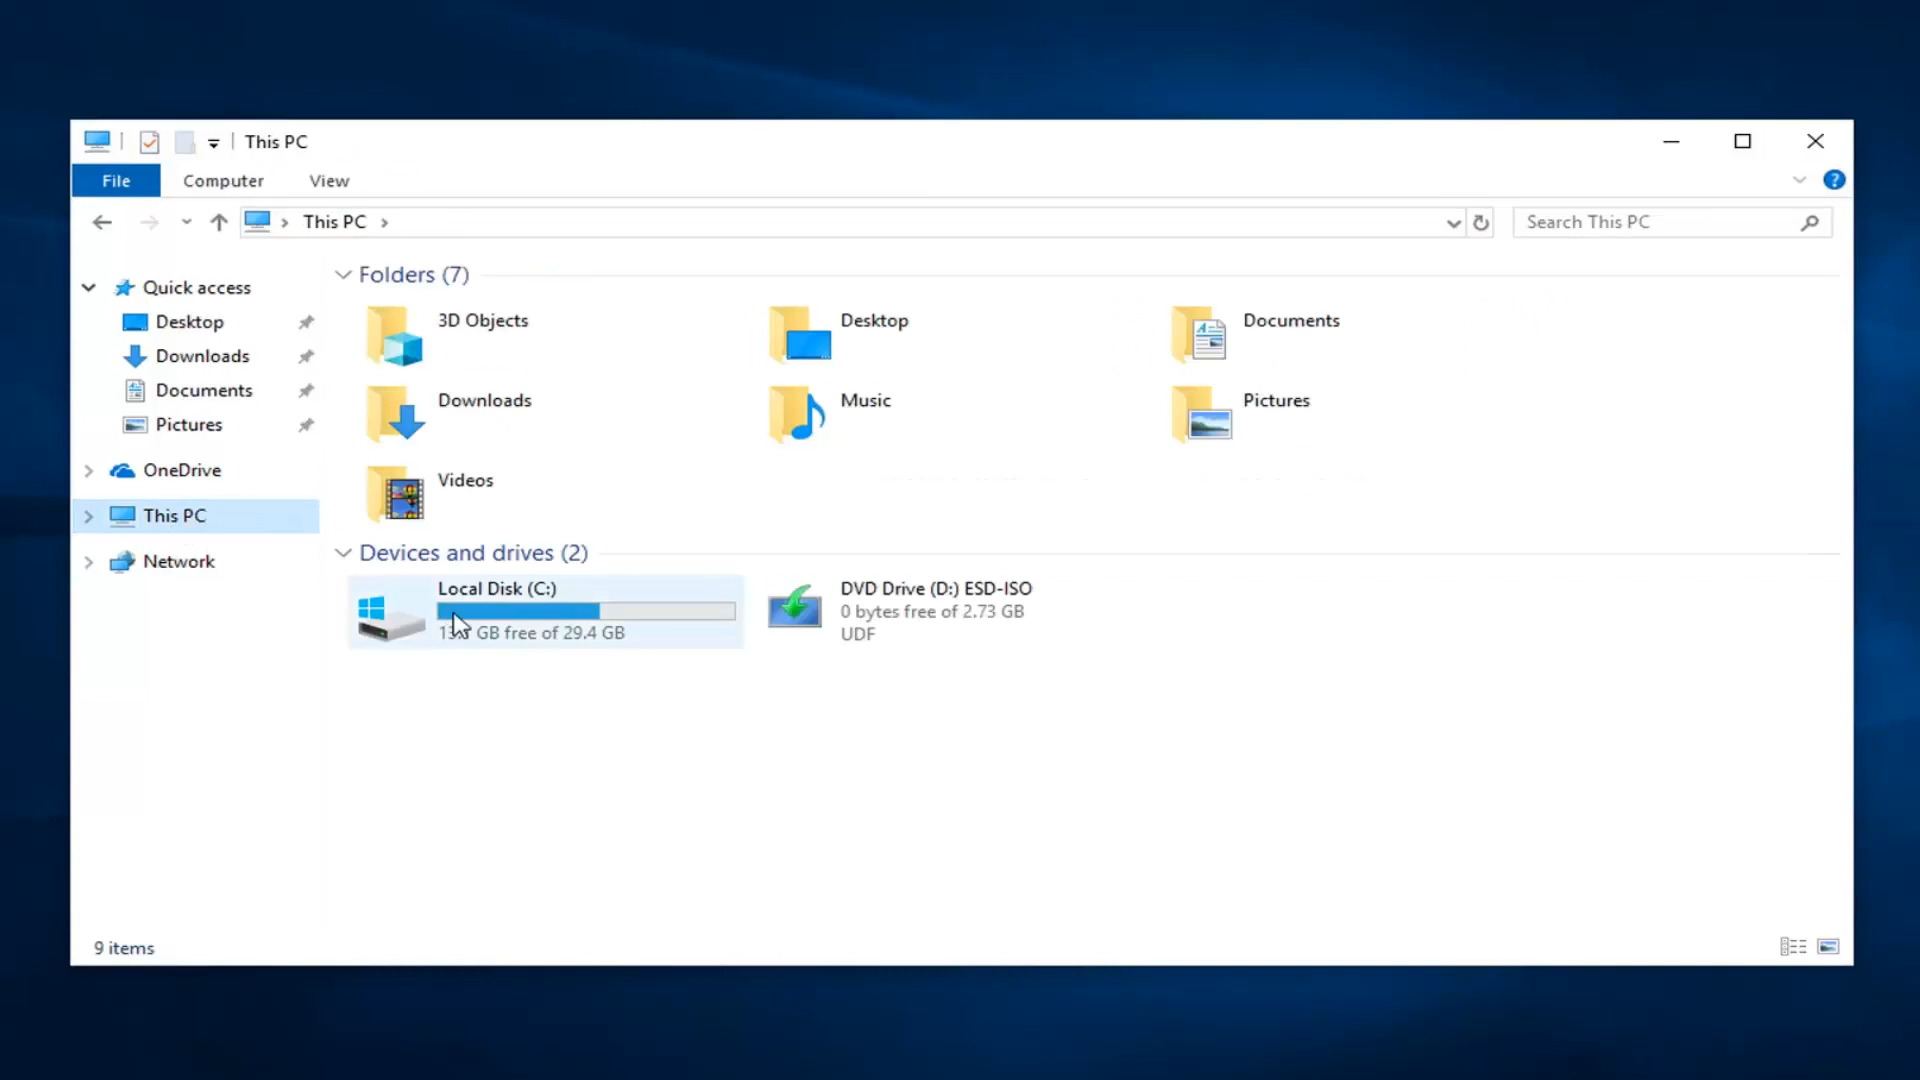 This PC
File Computer View
This PC
Search This PC
Quick access
Desktop
Downloads
Documents
Pictures
OneDrive
This PC
Network
Folders (7)
3D Objects
Desktop
Documents
Downloads
Music
Pictures
Videos
Devices and drives (2)
Local Disk (C:)
GB free of 29.4 GB
DVD Drive (D:) ESD-ISO
0 bytes free of 2.73 GB
UDF
9 items